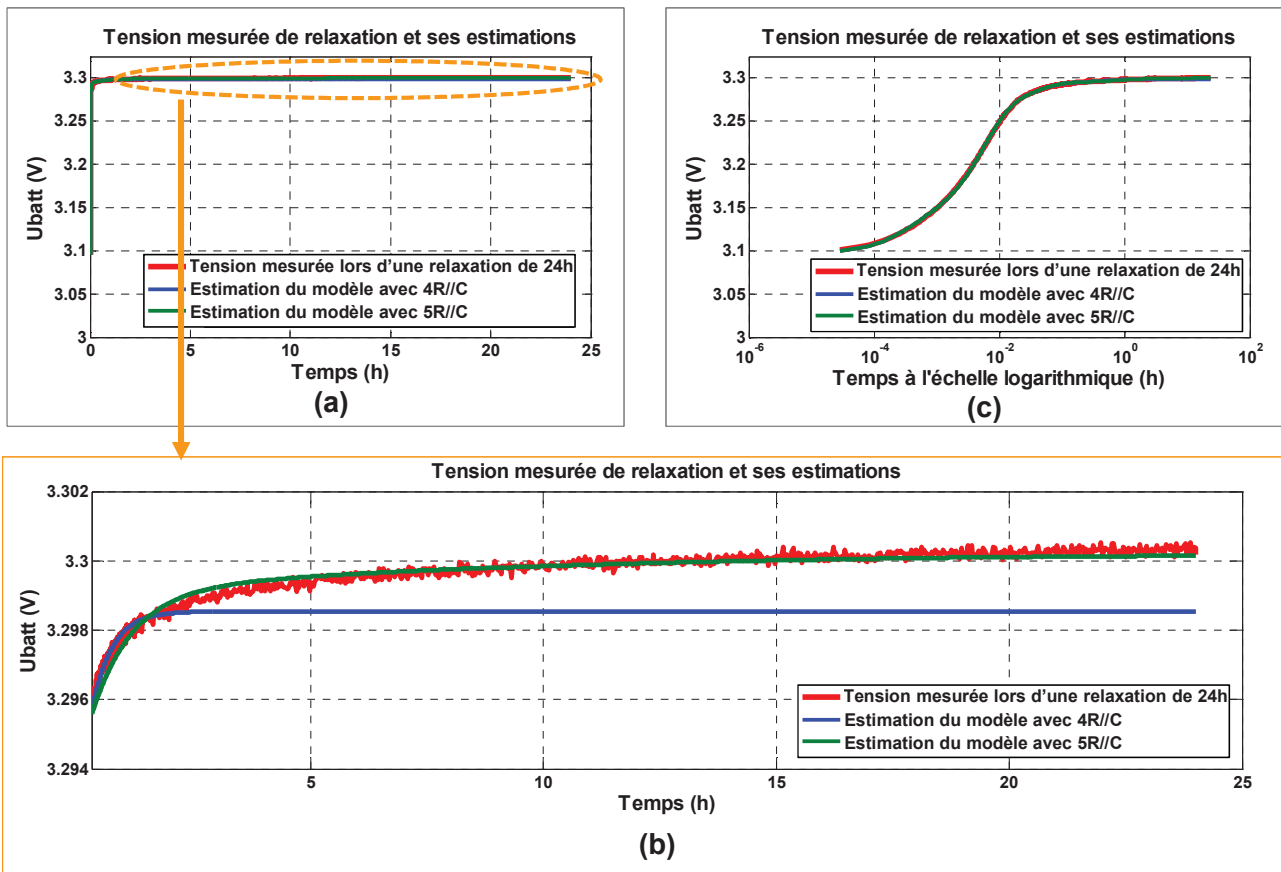 Tension mesurée de relaxation et ses estimations
3.3
3.25
3.2
3.15
3.1
3.05
3
Ubatt (V)
Tension mesurée lors d'une relaxation de 24h
Estimation du modèle avec 4R//C
Estimation du modèle avec 5R//C
0 5 10 15 20 25
Temps (h)
(a)
Tension mesurée de relaxation et ses estimations
3.3
3.25
3.2
3.15
3.1
3.05
3
Ubatt (V)
Tension mesurée lors d'une relaxation de 24h
Estimation du modèle avec 4R//C
Estimation du modèle avec 5R//C
10^-6 10^-4 10^-2 10^0 10^2
Temps à l'échelle logarithmique (h)
(c)
Tension mesurée de relaxation et ses estimations
3.302
3.3
3.298
3.296
3.294
Ubatt (V)
Tension mesurée lors d'une relaxation de 24h
Estimation du modèle avec 4R//C
Estimation du modèle avec 5R//C
5 10 15 20 25
Temps (h)
(b)